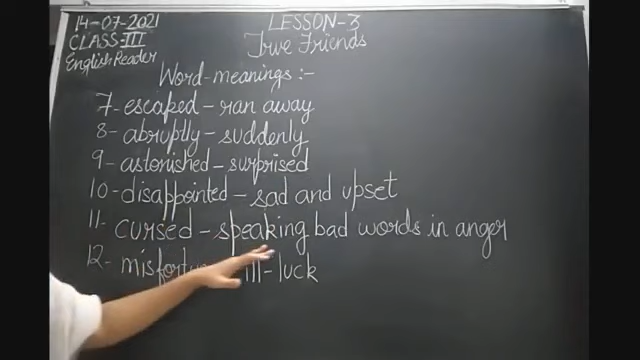 14-07-2021
CLASS-III
English Reader
LESSON-3
True Friends
Word-meanings :-
7- escaped - ran away
8- abruptly - suddenly
9- astonished - surprised
10- disappointed - sad and upset
11- cursed - speaking bad words in anger
12- ill-luck